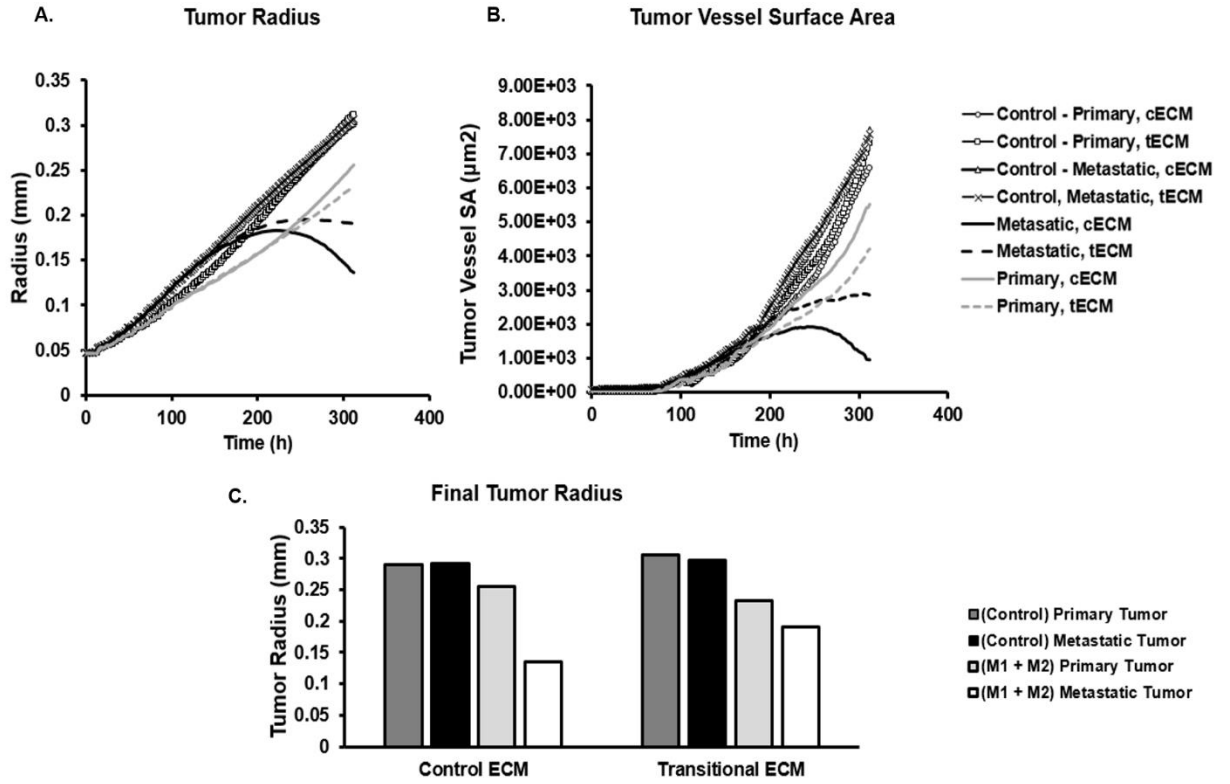 A.
Tumor Radius
0.35
0.3
0.25
0.2
0.15
0.1
0.05
0
Radius (mm)
0
100
200
300
400
Time (h)
B.
Tumor Vessel Surface Area
9.00E+03
8.00E+03
7.00E+03
6.00E+03
5.00E+03
4.00E+03
3.00E+03
2.00E+03
1.00E+03
0.00E+00
Tumor Vessel SA (µm2)
0
100
200
300
400
Time (h)
Control - Primary, cECM
Control - Primary, tECM
Control - Metastatic, cECM
Control, Metastatic, tECM
Metasatic, cECM
Metastatic, tECM
Primary, cECM
Primary, tECM
C.
Final Tumor Radius
0.35
0.3
0.25
0.2
0.15
0.1
0.05
0
Tumor Radius (mm)
Control ECM
Transitional ECM
(Control) Primary Tumor
(Control) Metastatic Tumor
(M1 + M2) Primary Tumor
(M1 + M2) Metastatic Tumor